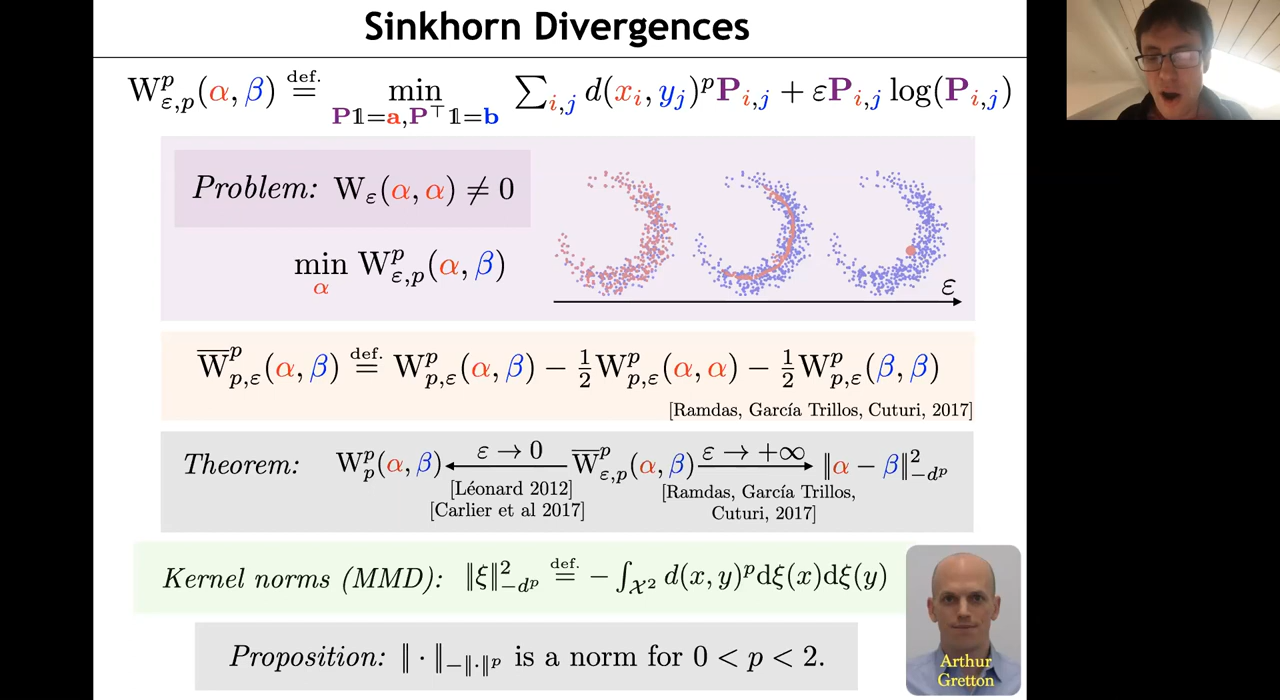 Sinkhorn Divergences
W^p_{ε,p}(α, β) =^{def.} min_{P𝟙=a,P^⊤𝟙=b} ∑_{i,j} d(x_i, y_j)^p P_{i,j} + εP_{i,j} log(P_{i,j})
Problem: W_ε(α, α) ≠ 0
min_α W^p_{ε,p}(α, β)
ε
W̅^p_{p,ε}(α, β) =^{def.} W^p_{p,ε}(α, β) − ½W^p_{p,ε}(α, α) − ½W^p_{p,ε}(β, β)
[Ramdas, García Trillos, Cuturi, 2017]
Theorem: W^p_p(α, β) ←^{ε → 0} W̅^p_{ε,p}(α, β) →^{ε → +∞} ‖α − β‖²_{−d^p}
[Léonard 2012] [Ramdas, García Trillos,
[Carlier et al 2017] Cuturi, 2017]
Kernel norms (MMD): ‖ξ‖²_{−d^p} =^{def.} − ∫_{𝒳²} d(x, y)^p dξ(x)dξ(y)
Proposition: ‖ · ‖_{−‖·‖^p} is a norm for 0 < p < 2.
Arthur
Gretton